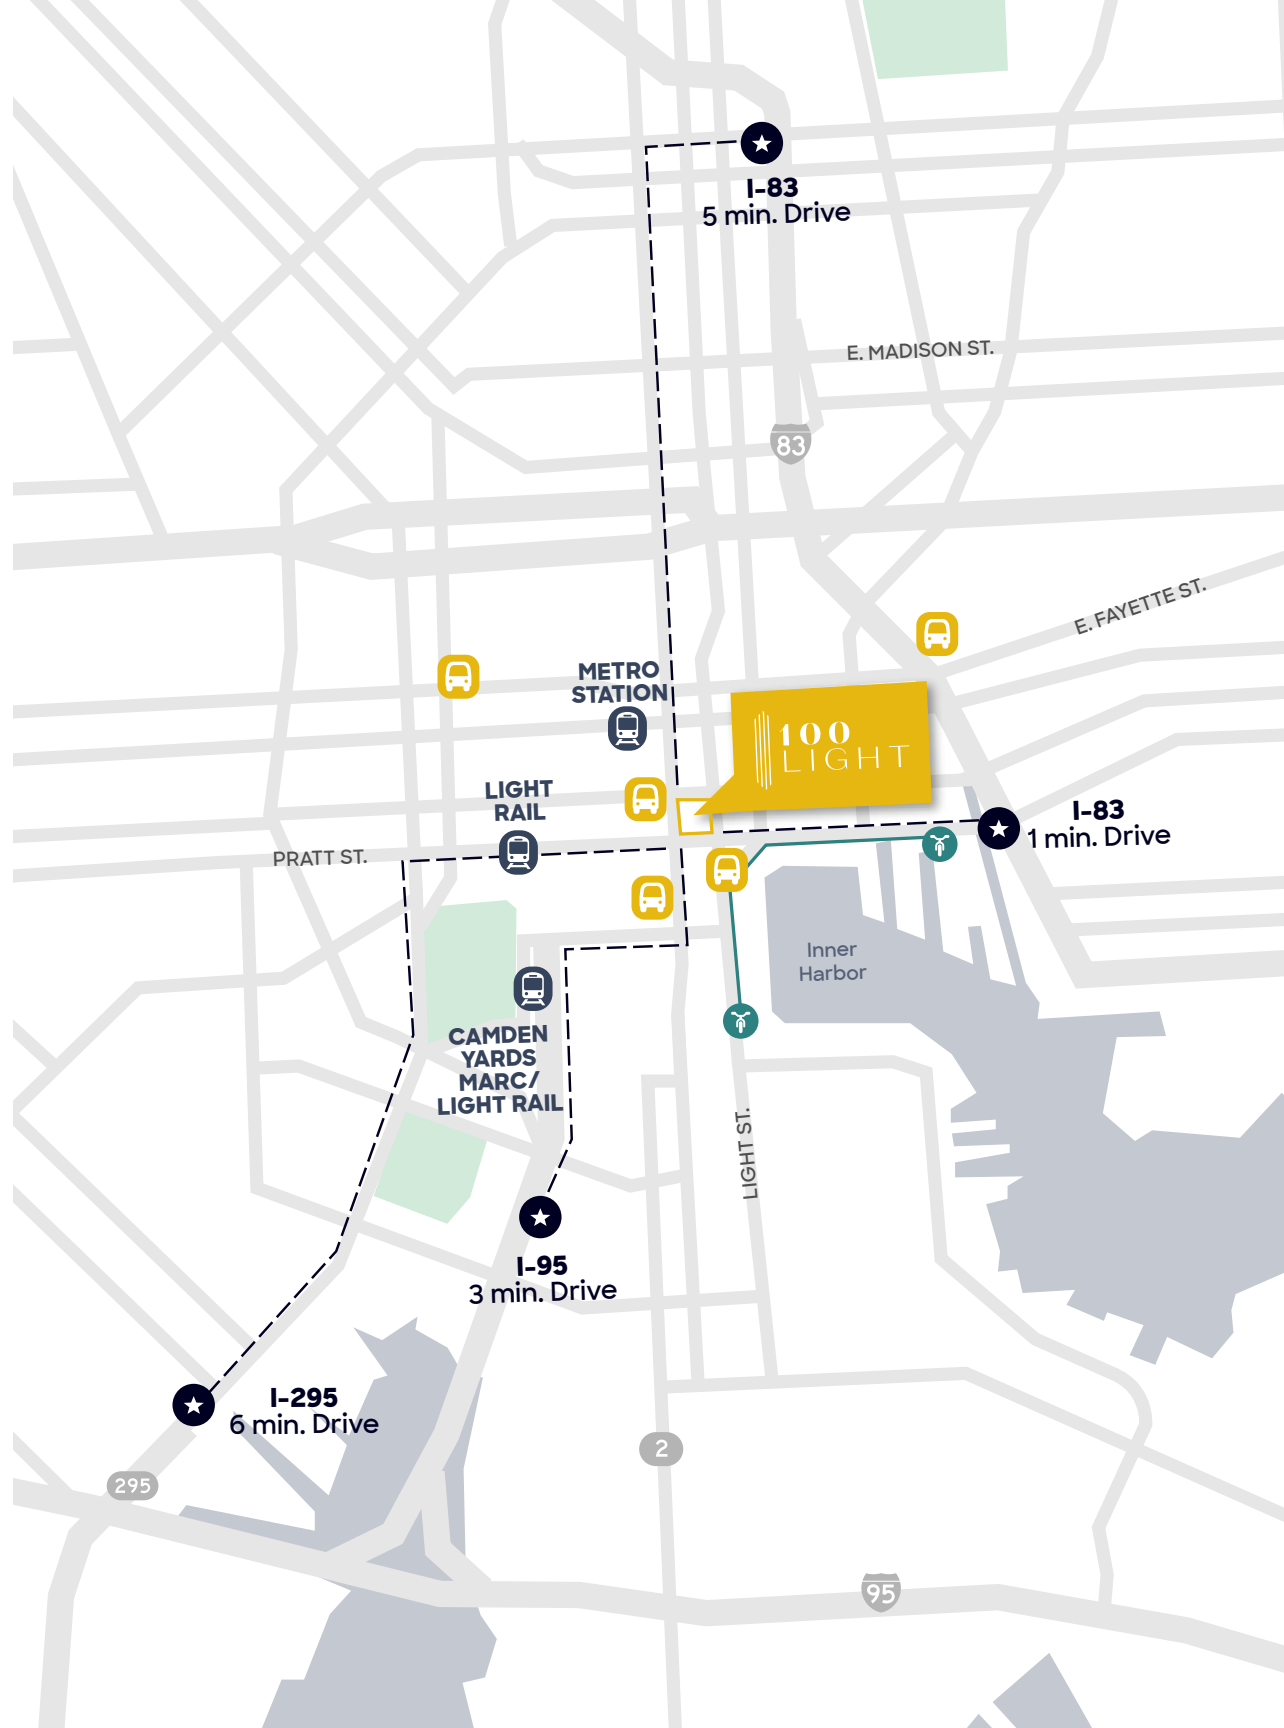 I-83
5 min. Drive
E. MADISON ST.
83
E. FAYETTE ST.
METRO
STATION
100
LIGHT
LIGHT
RAIL
I-83
1 min. Drive
PRATT ST.
Inner
Harbor
CAMDEN
YARDS
MARC/
LIGHT RAIL
LIGHT ST.
I-95
3 min. Drive
I-295
6 min. Drive
2
295
95